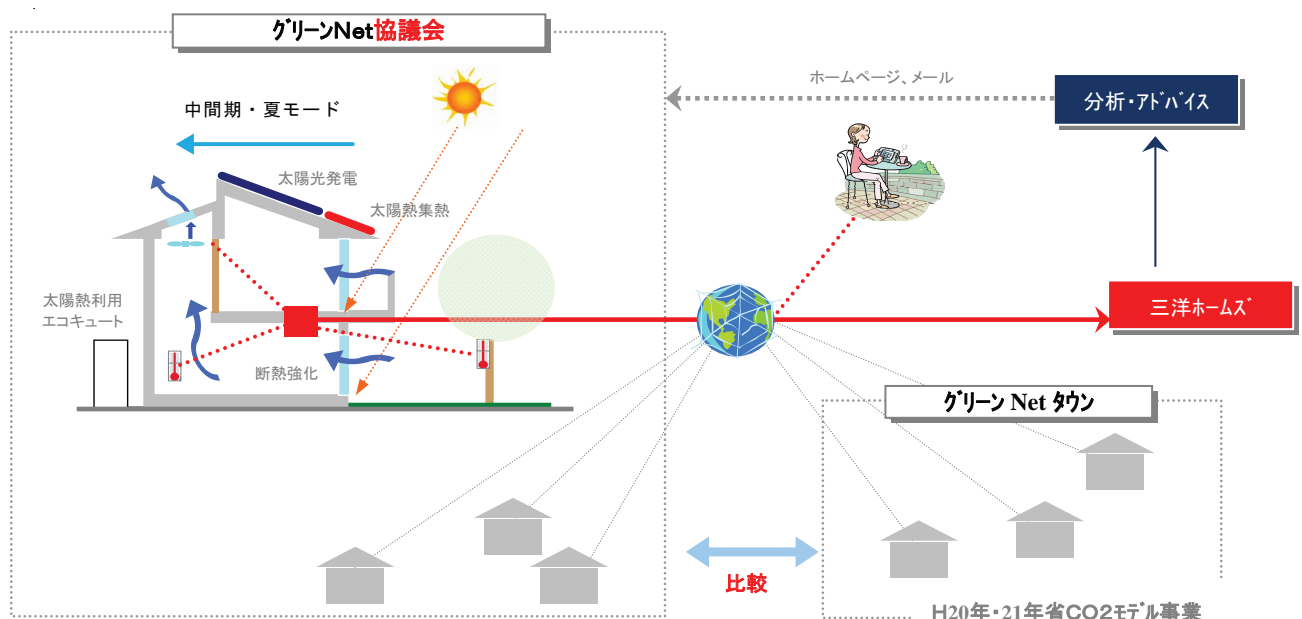 グリーンNet協議会
ホームページ、メール
分析・アドバイス
中間期・夏モード
太陽光発電
太陽熱集熱
太陽熱利用
エコキュート
三洋ホームズ
断熱強化
グリーン Net タウン
比較
H20年・21年省CO2モデル事業